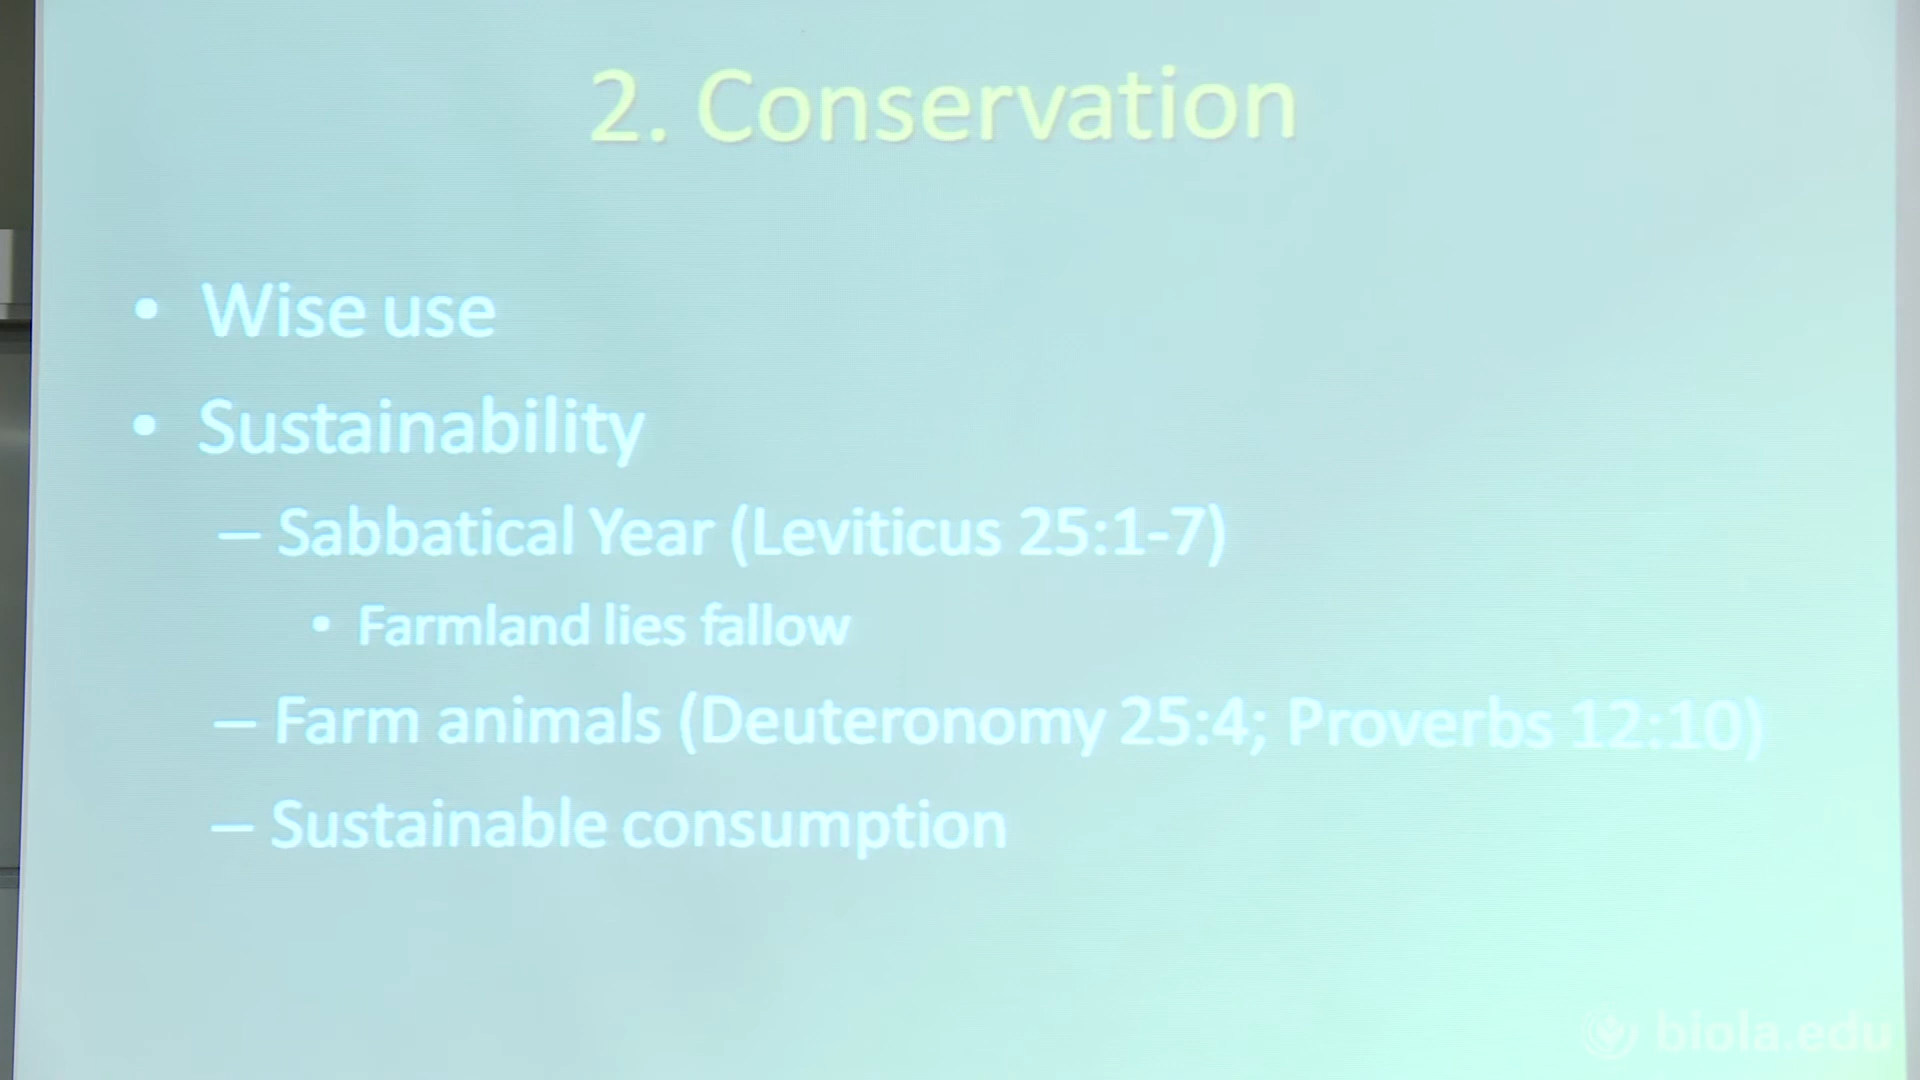 2. Conservation
• Wise use
• Sustainability
– Sabbatical Year (Leviticus 25:1-7)
• Farmland lies fallow
– Farm animals (Deuteronomy 25:4; Proverbs 12:10)
– Sustainable consumption
biola.edu